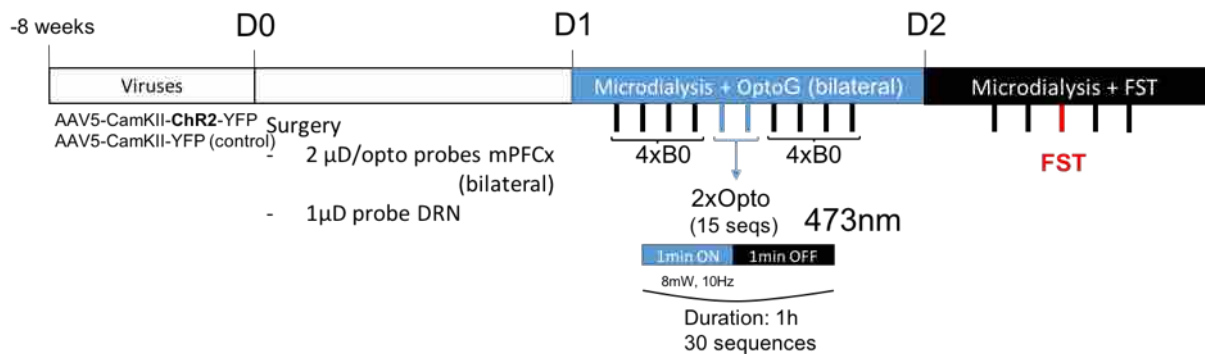 -8 weeks
D0
D1
D2
Viruses
Microdialysis + OptoG (bilateral)
Microdialysis + FST
AAV5-CamKII-ChR2-YFP
AAV5-CamKII-YFP (control)
Surgery
- 2 μD/opto probes mPFCx
(bilateral)
- 1μD probe DRN
4xB0
4xB0
FST
2xOpto
(15 seqs)
473nm
1min ON
1min OFF
8mW, 10Hz
Duration: 1h
30 sequences